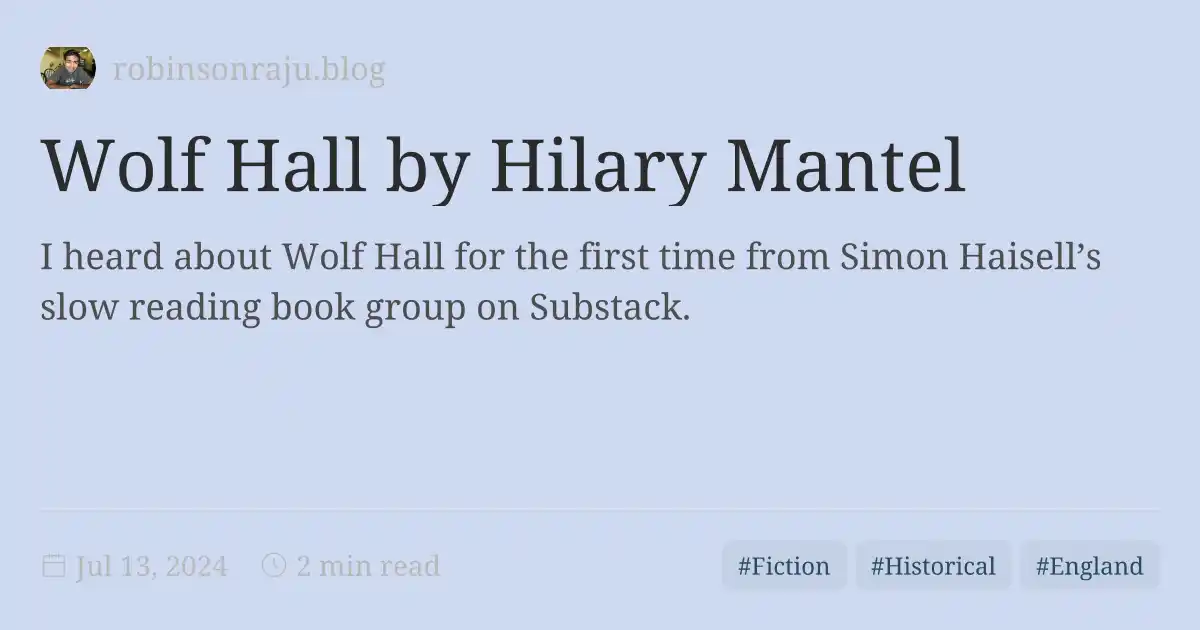 robinsonraju.blog
Wolf Hall by Hilary Mantel
I heard about Wolf Hall for the first time from Simon Haisell’s
slow reading book group on Substack.
Jul 13, 2024 2 min read #Fiction #Historical #England